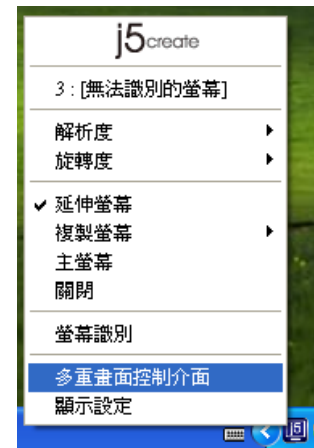 j5create
3 : [無法識別的螢幕]
解析度
旋轉度
延伸螢幕
複製螢幕
主螢幕
關閉
螢幕識別
多重畫面控制介面
顯示設定
j5